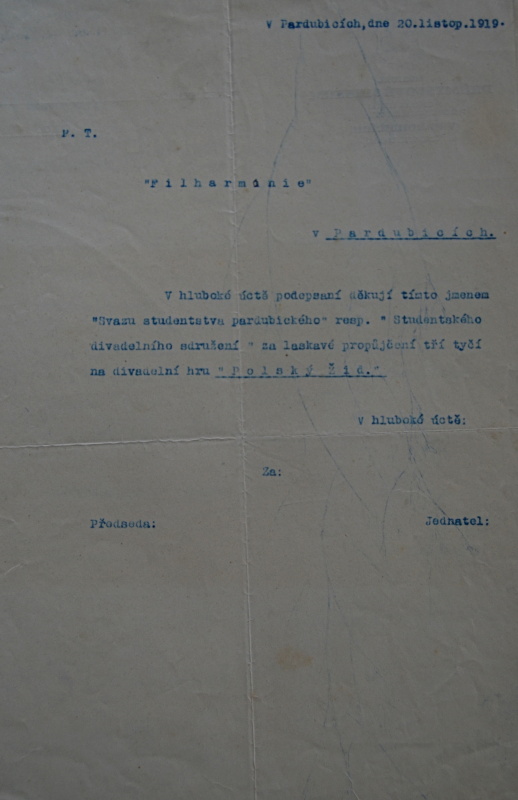 V Pardubicích, dne 20.listop.1919.
P. T.
"Filharmónie"
v Pardubicích.
V hluboké úctě podepsaní děkují tímto jmenem
"Svazu studentstva pardubického" resp. " Studentského
divadelního sdružení " za laskavé propůjčení tří tyčí
na divadelní hru " Polský Žid."
V hluboké úctě:
Za:
Předseda:
Jednatel: